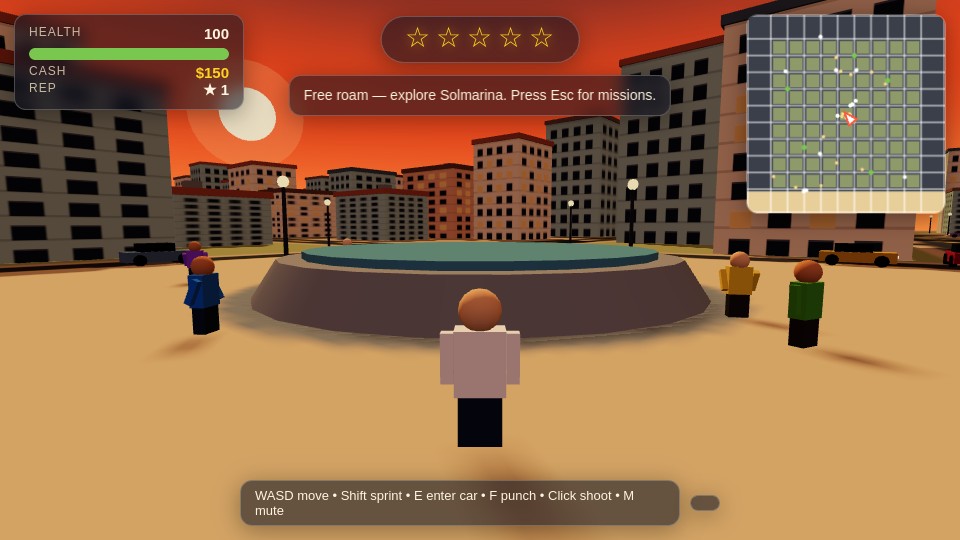 HEALTH 100
CASH $150
REP ★ 1
☆ ☆ ☆ ☆ ☆
Free roam — explore Solmarina. Press Esc for missions.
WASD move • Shift sprint • E enter car • F punch • Click shoot • M
mute